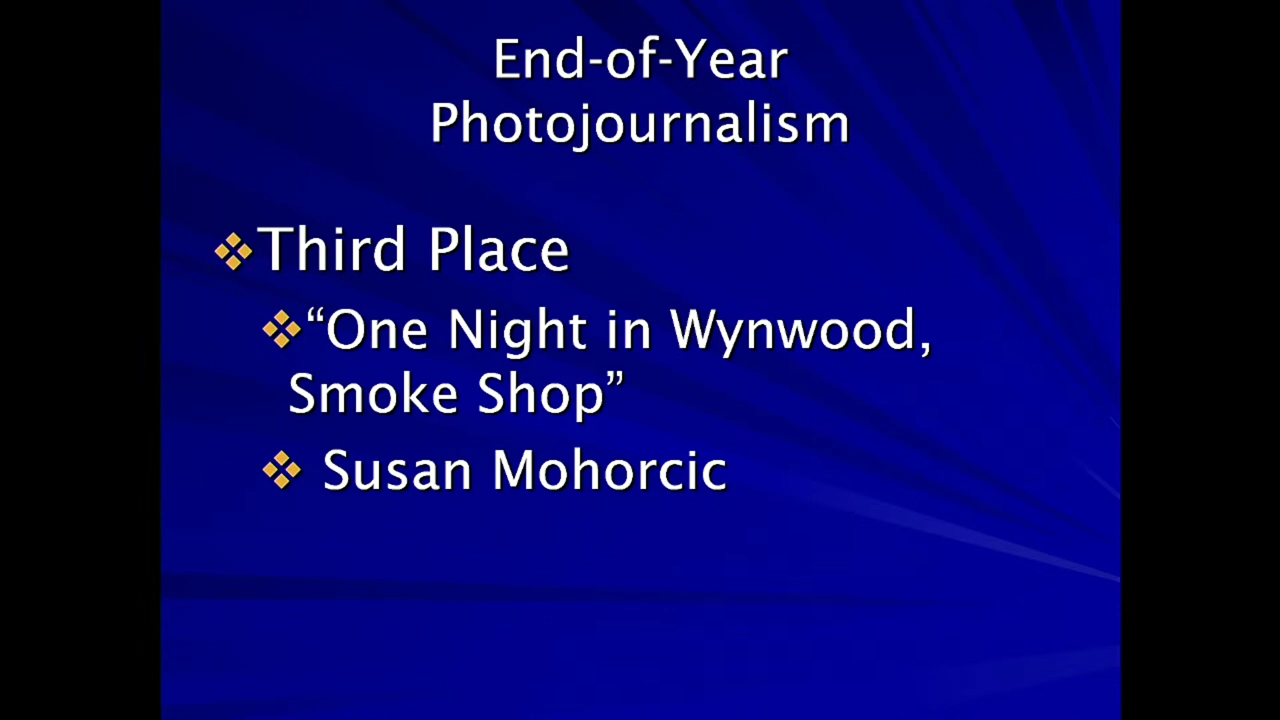 End-of-Year
Photojournalism
Third Place
“One Night in Wynwood,
Smoke Shop”
Susan Mohorcic